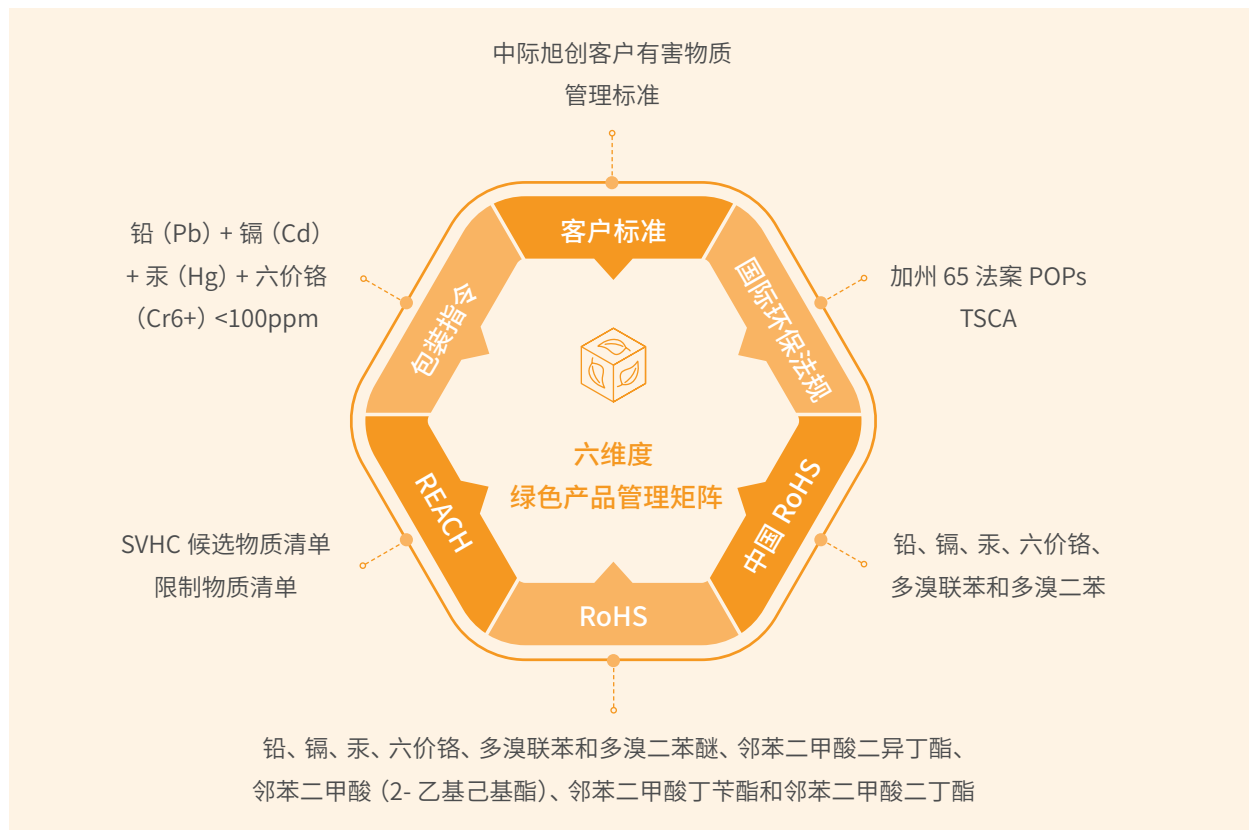 中际旭创客户有害物质
管理标准
客户标准
铅（Pb）+ 镉（Cd）
+ 汞（Hg）+ 六价铬
（Cr6+）<100ppm
包装指令
国际环保法规
加州 65 法案 POPs
TSCA
六维度
绿色产品管理矩阵
REACH
SVHC 候选物质清单
限制物质清单
中国 RoHS
铅、镉、汞、六价铬、
多溴联苯和多溴二苯
RoHS
铅、镉、汞、六价铬、多溴联苯和多溴二苯醚、邻苯二甲酸二异丁酯、
邻苯二甲酸（2- 乙基己基酯）、邻苯二甲酸丁苄酯和邻苯二甲酸二丁酯